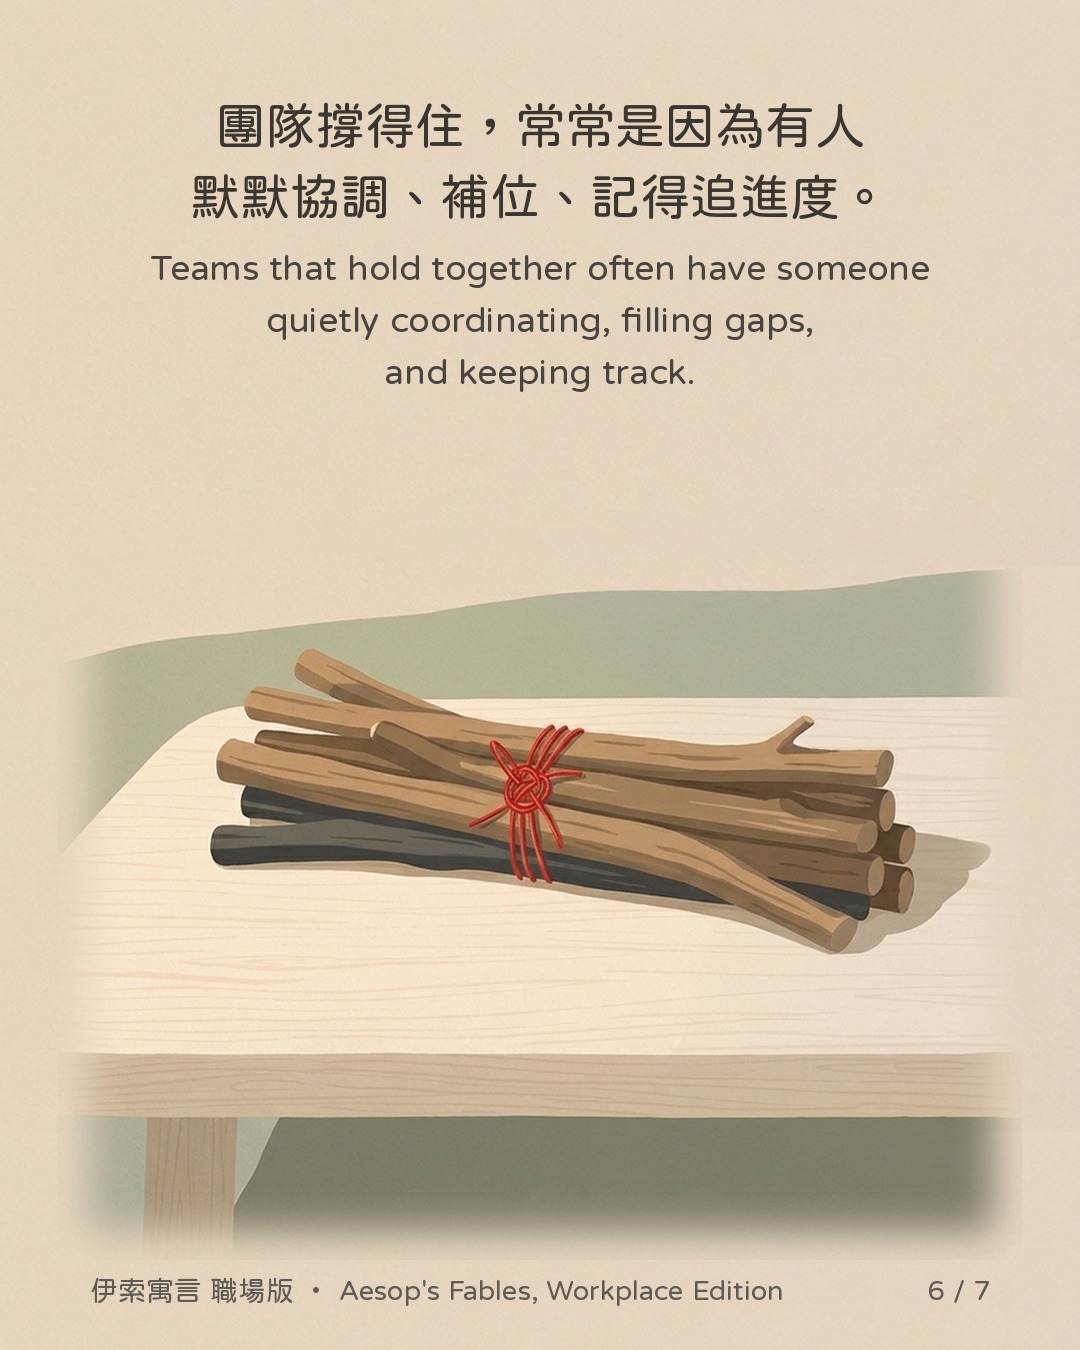 團隊撐得住，常常是因為有人
默默協調、補位、記得追進度。
Teams that hold together often have someone
quietly coordinating, filling gaps,
and keeping track.
伊索寓言 職場版 • Aesop's Fables, Workplace Edition
6 / 7